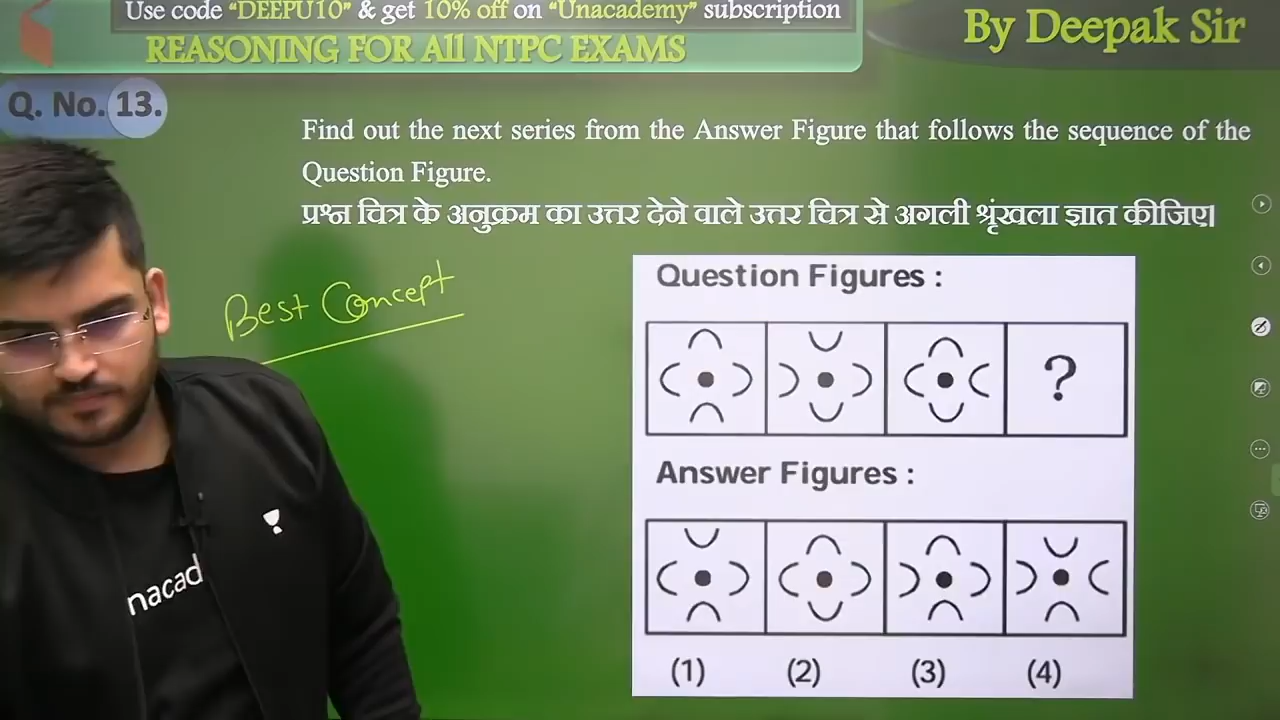 Use code “DEEPU10” & get 10% off on “Unacademy” subscription
REASONING FOR All NTPC EXAMS
By Deepak Sir
Q. No. 13.
Find out the next series from the Answer Figure that follows the sequence of the
Question Figure.
प्रश्न चित्र के अनुक्रम का उत्तर देने वाले उत्तर चित्र से अगली श्रृंखला ज्ञात कीजिए।
Best Concept
Question Figures :
?
Answer Figures :
(1) (2) (3) (4)
nacad